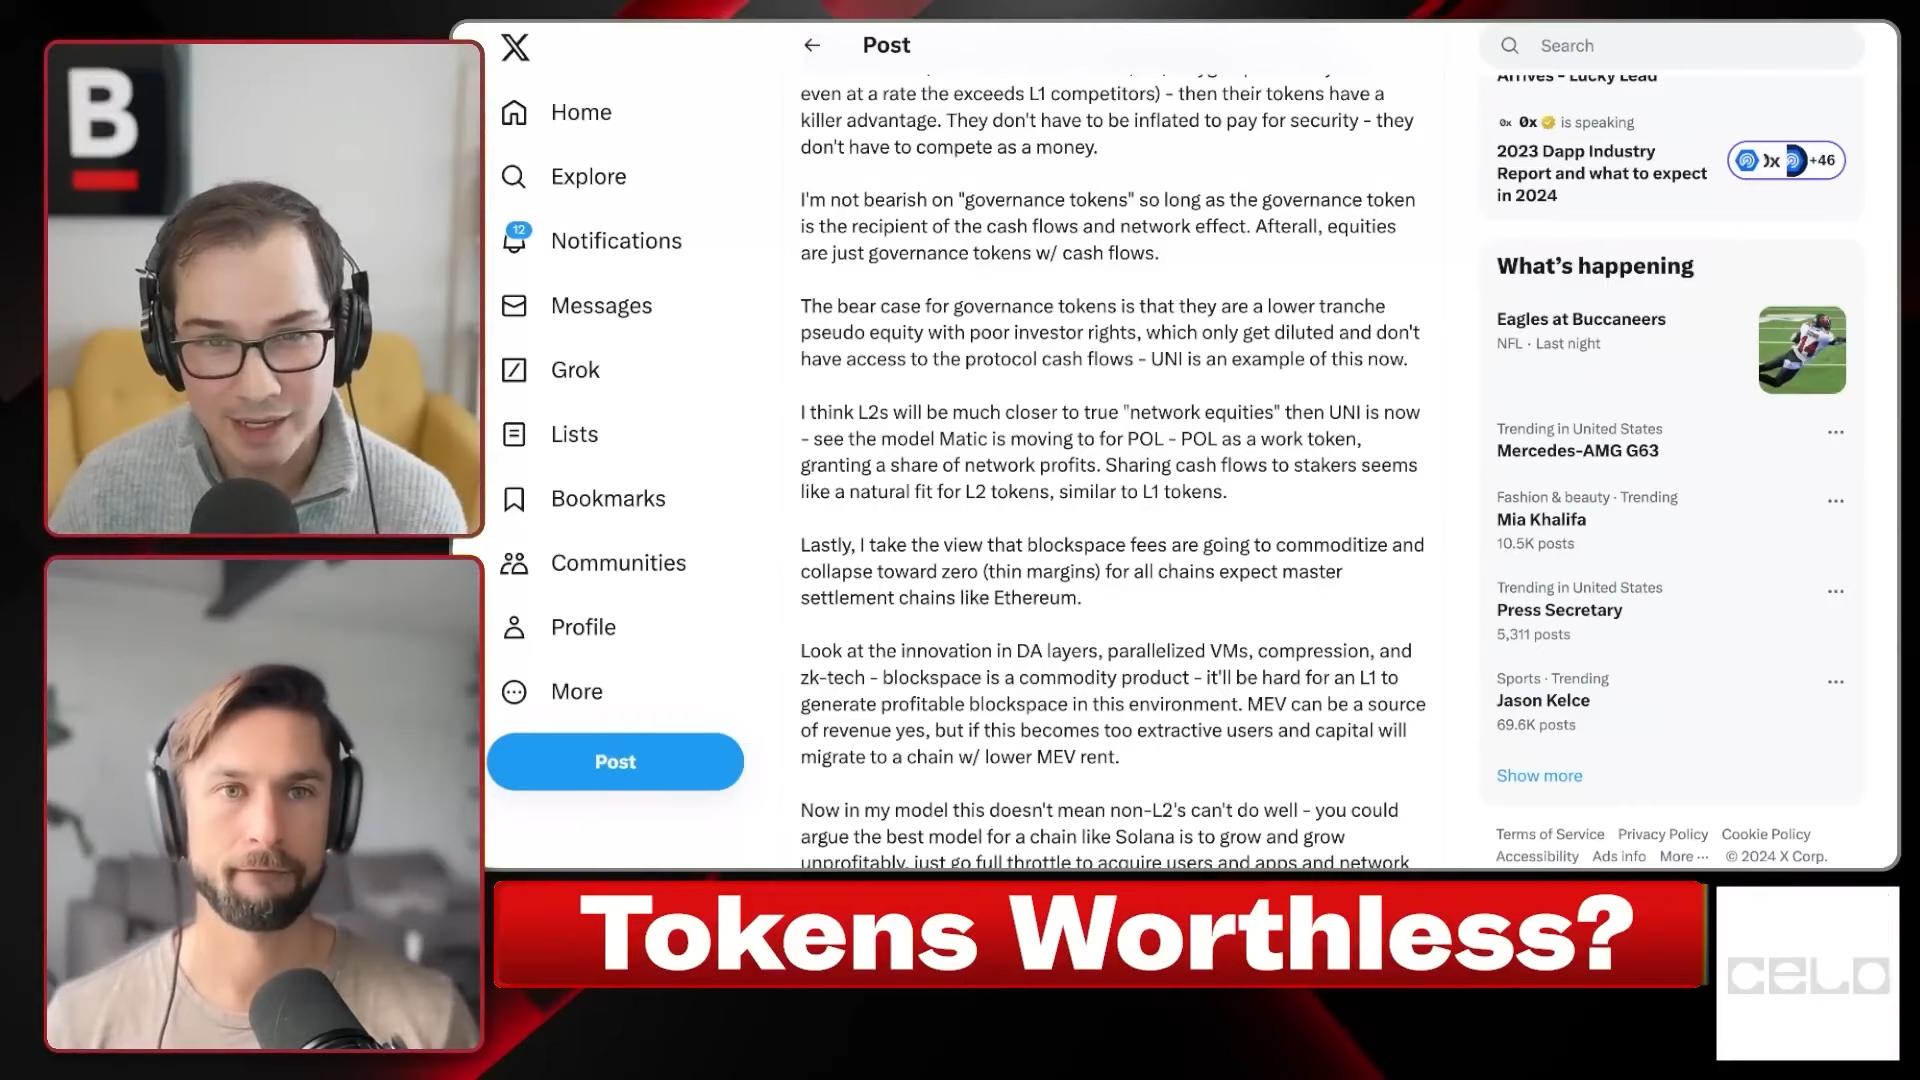 B
Home
Explore
12
Notifications
Messages
Grok
Lists
Bookmarks
Communities
Profile
More
Post
Post
even at a rate the exceeds L1 competitors) - then their tokens have a
killer advantage. They don't have to be inflated to pay for security - they
don't have to compete as a money.
I'm not bearish on "governance tokens" so long as the governance token
is the recipient of the cash flows and network effect. Afterall, equities
are just governance tokens w/ cash flows.
The bear case for governance tokens is that they are a lower tranche
pseudo equity with poor investor rights, which only get diluted and don't
have access to the protocol cash flows - UNI is an example of this now.
I think L2s will be much closer to true "network equities" then UNI is now
- see the model Matic is moving to for POL - POL as a work token,
granting a share of network profits. Sharing cash flows to stakers seems
like a natural fit for L2 tokens, similar to L1 tokens.
Lastly, I take the view that blockspace fees are going to commoditize and
collapse toward zero (thin margins) for all chains expect master
settlement chains like Ethereum.
Look at the innovation in DA layers, parallelized VMs, compression, and
zk-tech - blockspace is a commodity product - it'll be hard for an L1 to
generate profitable blockspace in this environment. MEV can be a source
of revenue yes, but if this becomes too extractive users and capital will
migrate to a chain w/ lower MEV rent.
Now in my model this doesn't mean non-L2's can't do well - you could
argue the best model for a chain like Solana is to grow and grow
unprofitably, just go full throttle to acquire users and apps and network
Search
Arrives - Lucky Lead
0x 0x is speaking
2023 Dapp Industry
Report and what to expect
in 2024
+46
What's happening
Eagles at Buccaneers
NFL · Last night
Trending in United States
Mercedes-AMG G63
Fashion & beauty · Trending
Mia Khalifa
10.5K posts
Trending in United States
Press Secretary
5,311 posts
Sports · Trending
Jason Kelce
69.6K posts
Show more
Terms of Service Privacy Policy Cookie Policy
Accessibility Ads info More ··· © 2024 X Corp.
Tokens Worthless?
CELO